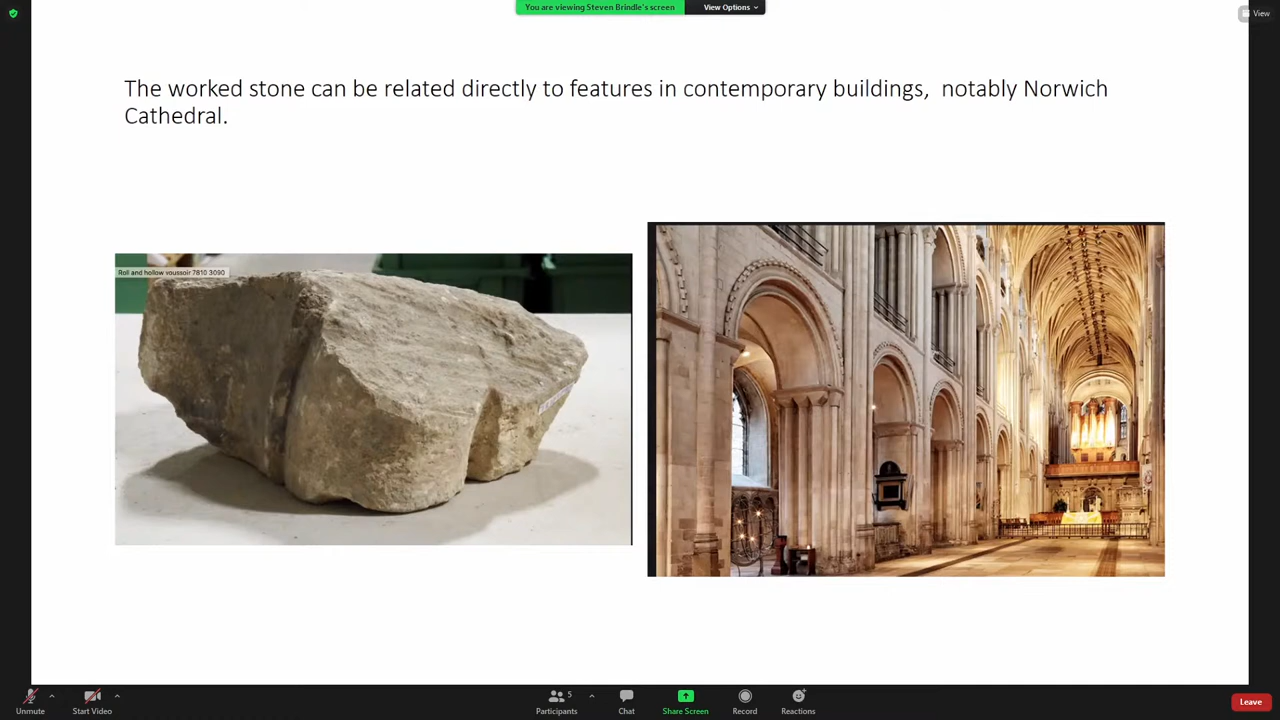 You are viewing Steven Brindle's screen
View Options
View
The worked stone can be related directly to features in contemporary buildings,  notably Norwich
Cathedral.
Roll and hollow voussoir 7810 3090
Unmute
Start Video
5
Participants
Chat
Share Screen
Record
Reactions
Leave